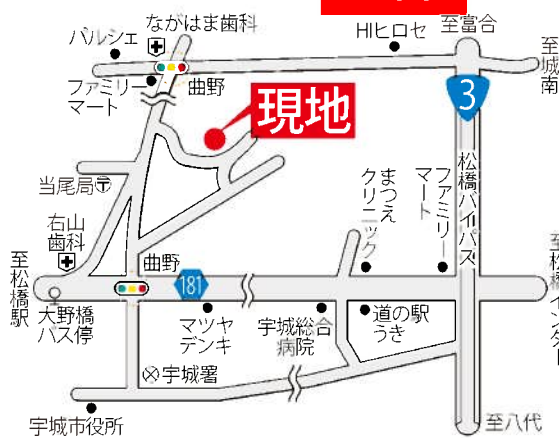 ながはま歯科
パルシェ
HIヒロセ
至富合
至城南
ファミリー
マート
曲野
3
現地
当尾局
松橋バイパス
ファミリー
マート
まつえ
クリニック
右山
歯科
至松橋駅
曲野
181
大野橋
バス停
マツヤ
デンキ
宇城総合
病院
道の駅
うき
宇城署
宇城市役所
至八代